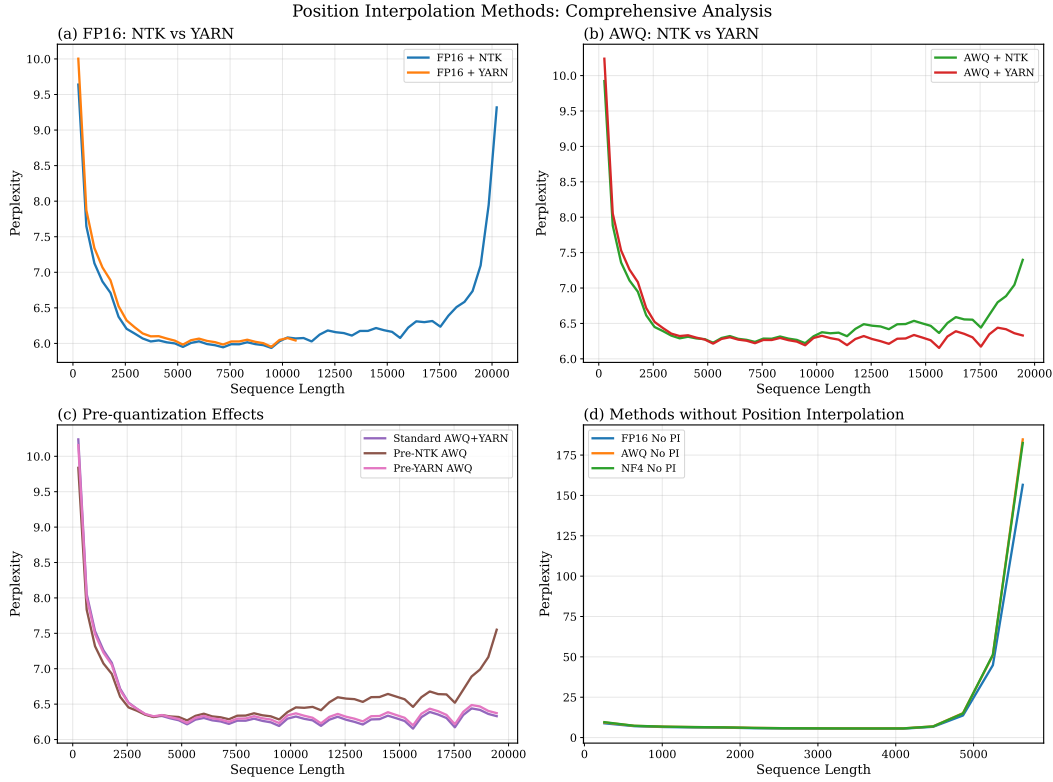 Position Interpolation Methods: Comprehensive Analysis
(a) FP16: NTK vs YARN
10.0
9.5
9.0
8.5
8.0
7.5
7.0
6.5
6.0
Perplexity
FP16 + NTK
FP16 + YARN
0 2500 5000 7500 10000 12500 15000 17500 20000
Sequence Length
(b) AWQ: NTK vs YARN
10.0
9.5
9.0
8.5
8.0
7.5
7.0
6.5
6.0
Perplexity
AWQ + NTK
AWQ + YARN
0 2500 5000 7500 10000 12500 15000 17500 20000
Sequence Length
(c) Pre-quantization Effects
10.0
9.5
9.0
8.5
8.0
7.5
7.0
6.5
6.0
Perplexity
Standard AWQ+YARN
Pre-NTK AWQ
Pre-YARN AWQ
0 2500 5000 7500 10000 12500 15000 17500 20000
Sequence Length
(d) Methods without Position Interpolation
175
150
125
100
75
50
25
0
Perplexity
FP16 No PI
AWQ No PI
NF4 No PI
0 1000 2000 3000 4000 5000
Sequence Length